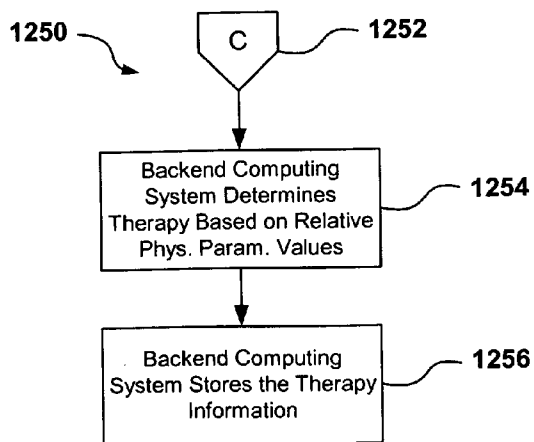 1250
C
1252
Backend Computing
System Determines
Therapy Based on Relative
Phys. Param. Values
1254
Backend Computing
System Stores the Therapy
Information
1256